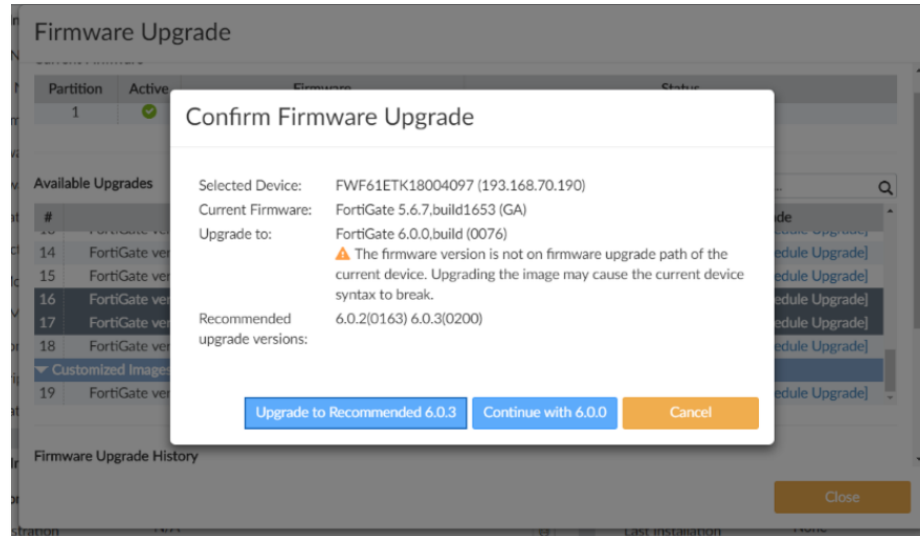 Firmware Upgrade
Partition Active Firmware Status
1
Confirm Firmware Upgrade
Selected Device: FWF61ETK18004097 (193.168.70.190)
Current Firmware: FortiGate 5.6.7,build1653 (GA)
Upgrade to: FortiGate 6.0.0,build (0076)
The firmware version is not on firmware upgrade path of the
current device. Upgrading the image may cause the current device
syntax to break.
Recommended
upgrade versions:
6.0.2(0163) 6.0.3(0200)
Upgrade to Recommended 6.0.3 Continue with 6.0.0 Cancel
Available Upgrades
#
14 FortiGate ver edule Upgrade]
15 FortiGate ver edule Upgrade]
16 FortiGate ver edule Upgrade]
17 FortiGate ver edule Upgrade]
18 FortiGate ver edule Upgrade]
Customized Images
19 FortiGate ver edule Upgrade]
Firmware Upgrade History
Close
N/A Last Installation None